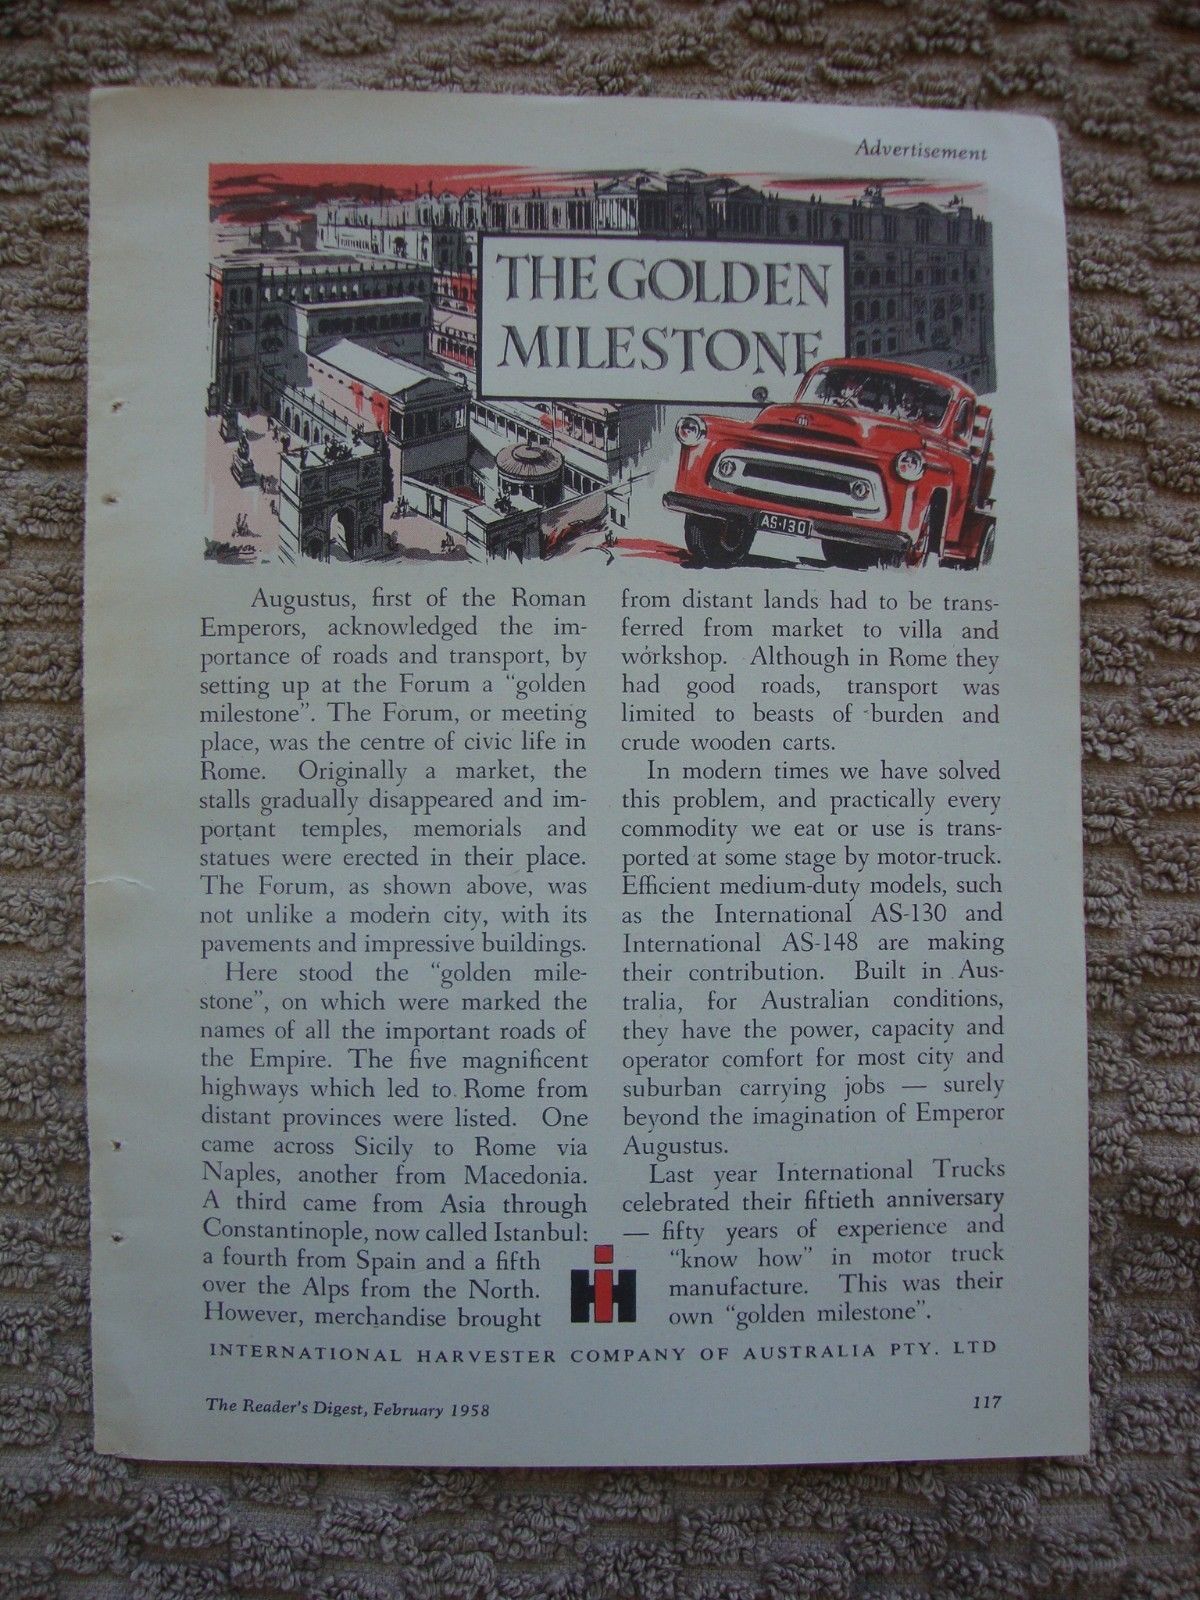 Advertisement
THE GOLDEN
MILESTONE
AS-130
Augustus, first of the Roman
Emperors, acknowledged the im-
portance of roads and transport, by
setting up at the Forum a “golden
milestone”. The Forum, or meeting
place, was the centre of civic life in
Rome. Originally a market, the
stalls gradually disappeared and im-
portant temples, memorials and
statues were erected in their place.
The Forum, as shown above, was
not unlike a modern city, with its
pavements and impressive buildings.
Here stood the “golden mile-
stone”, on which were marked the
names of all the important roads of
the Empire. The five magnificent
highways which led to Rome from
distant provinces were listed. One
came across Sicily to Rome via
Naples, another from Macedonia.
A third came from Asia through
Constantinople, now called Istanbul:
a fourth from Spain and a fifth
over the Alps from the North.
However, merchandise brought
from distant lands had to be trans-
ferred from market to villa and
workshop. Although in Rome they
had good roads, transport was
limited to beasts of burden and
crude wooden carts.
In modern times we have solved
this problem, and practically every
commodity we eat or use is trans-
ported at some stage by motor-truck.
Efficient medium-duty models, such
as the International AS-130 and
International AS-148 are making
their contribution. Built in Aus-
tralia, for Australian conditions,
they have the power, capacity and
operator comfort for most city and
suburban carrying jobs — surely
beyond the imagination of Emperor
Augustus.
Last year International Trucks
celebrated their fiftieth anniversary
— fifty years of experience and
“know how” in motor truck
manufacture. This was their
own “golden milestone”.
IH
INTERNATIONAL HARVESTER COMPANY OF AUSTRALIA PTY. LTD
The Reader's Digest, February 1958
117